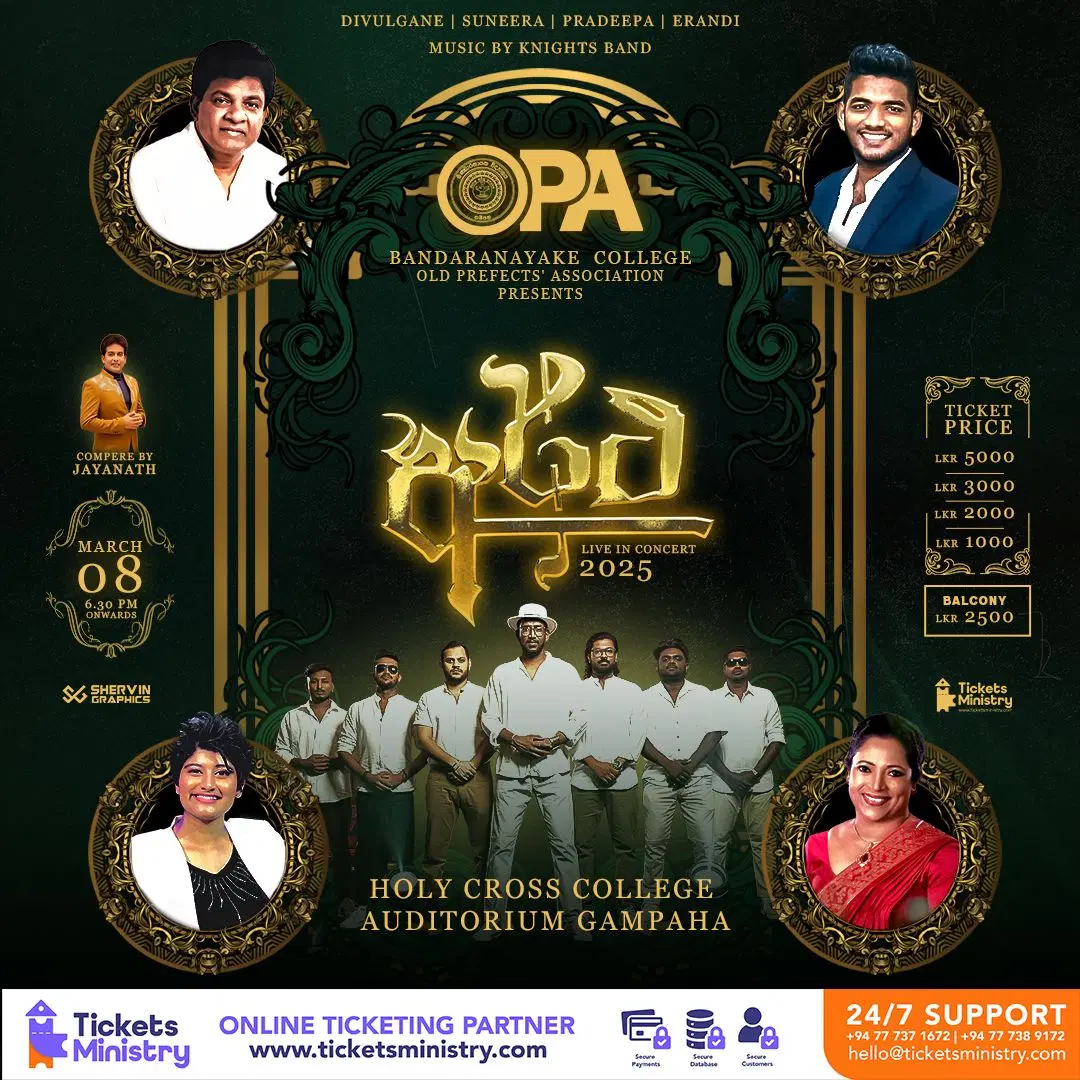 DIVULGANE | SUNEERA | PRADEEPA | ERANDI
MUSIC BY KNIGHTS BAND
OPA
BANDARANAYAKE COLLEGE
OLD PREFECTS' ASSOCIATION
PRESENTS
LIVE IN CONCERT
2025
COMPERE BY
JAYANATH
MARCH
08
6.30 PM
ONWARDS
SHERVIN
GRAPHICS
TICKET
PRICE
LKR 5000
LKR 3000
LKR 2000
LKR 1000
BALCONY
LKR 2500
Tickets
Ministry
www.ticketsministry.com
HOLY CROSS COLLEGE
AUDITORIUM GAMPAHA
Tickets
Ministry
ONLINE TICKETING PARTNER
www.ticketsministry.com
Secure
Payments
Secure
Database
Secure
Customers
24/7 SUPPORT
+94 77 737 1672 | +94 77 738 9172
hello@ticketsministry.com